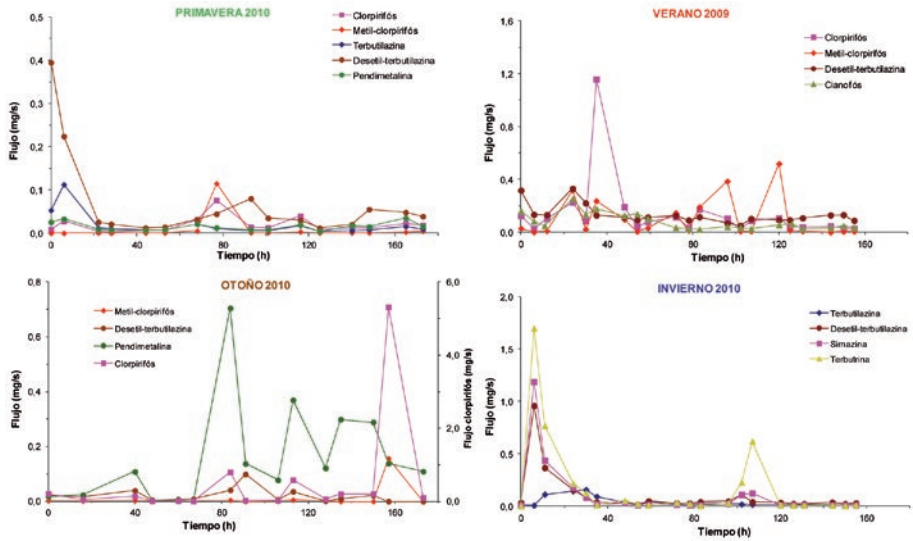 PRIMAVERA 2010
0,5
0,4
0,3
0,2
0,1
0,0
Flujo (mg/s)
0
40
80
120
160
Tiempo (h)
Clorpirifós
Metil-clorpirifós
Terbutilazina
Desetil-terbutilazina
Pendimetalina
VERANO 2009
1,6
1,2
0,8
0,4
0,0
Flujo (mg/s)
0
40
80
120
160
Tiempo (h)
Clorpirifós
Metil-clorpirifós
Desetil-terbutilazina
Cianofós
OTOÑO 2010
0,8
0,6
0,4
0,2
0,0
Flujo (mg/s)
0
40
80
120
160
Tiempo (h)
6,0
4,0
2,0
0,0
Flujo clorpirifós (mg/s)
Metil-clorpirifós
Desetil-terbutilazina
Pendimetalina
Clorpirifós
INVIERNO 2010
2,0
1,5
1,0
0,5
0,0
Flujo (mg/s)
0
40
80
120
160
Tiempo (h)
Terbutilazina
Desetil-terbutilazina
Simazina
Terbutrina